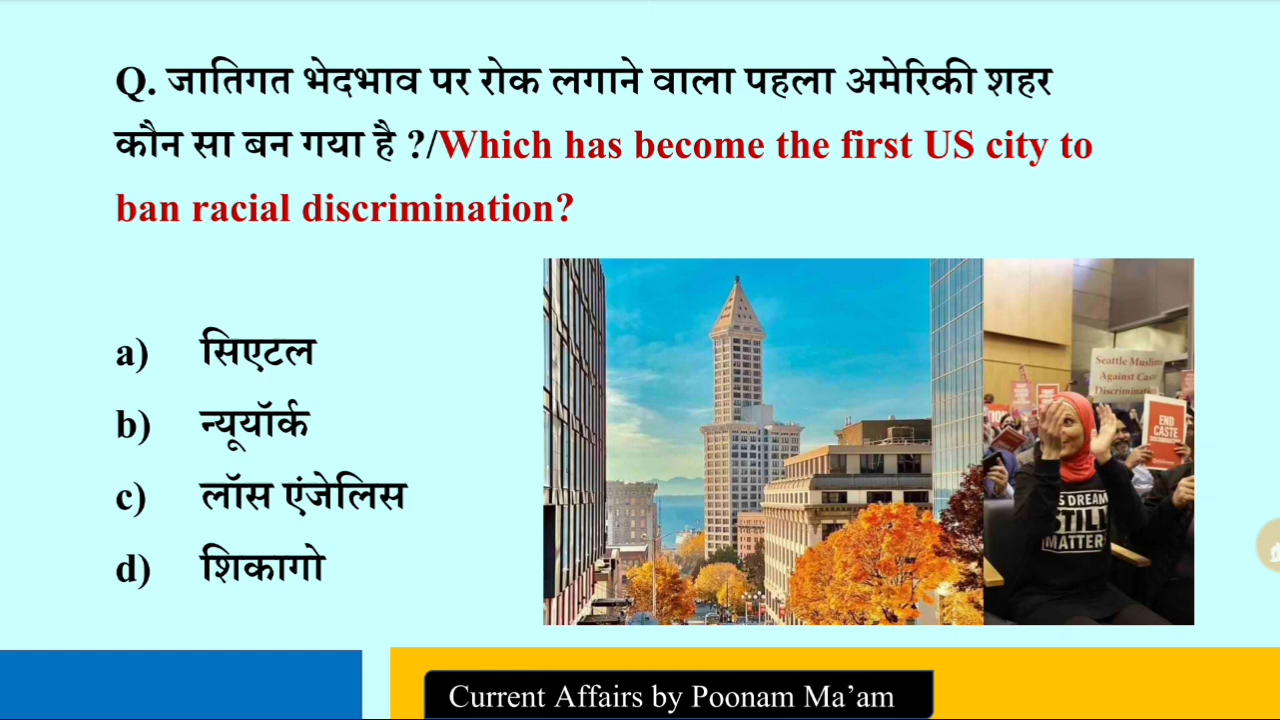 Q. जातिगत भेदभाव पर रोक लगाने वाला पहला अमेरिकी शहर
कौन सा बन गया है ?/Which has become the first US city to
ban racial discrimination?
a) सिएटल
b) न्यूयॉर्क
c) लॉस एंजेलिस
d) शिकागो
Seattle Muslims
Against Caste
Discrimination
END
CASTE
DISCRIMINATION
S DREAM
STILL
MATTER
Current Affairs by Poonam Ma’am